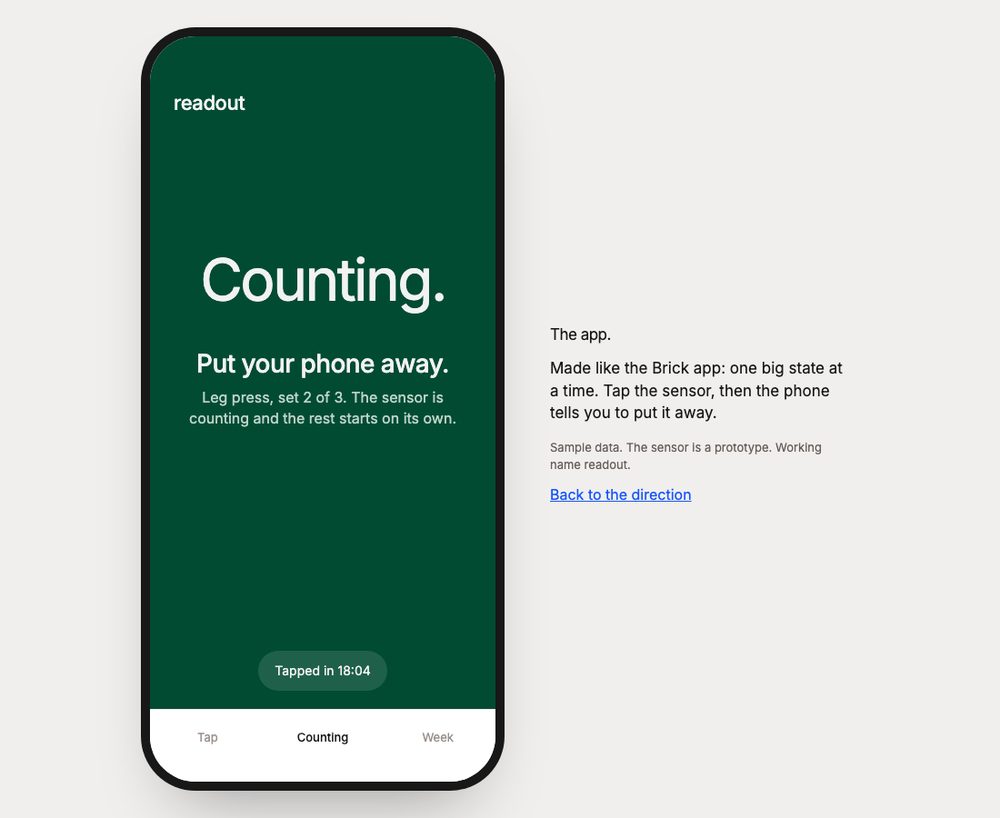 readout
Counting.
Put your phone away.
Leg press, set 2 of 3. The sensor is
counting and the rest starts on its own.
Tapped in 18:04
Tap
Counting
Week
The app.
Made like the Brick app: one big state at
a time. Tap the sensor, then the phone
tells you to put it away.
Sample data. The sensor is a prototype. Working
name readout.
Back to the direction